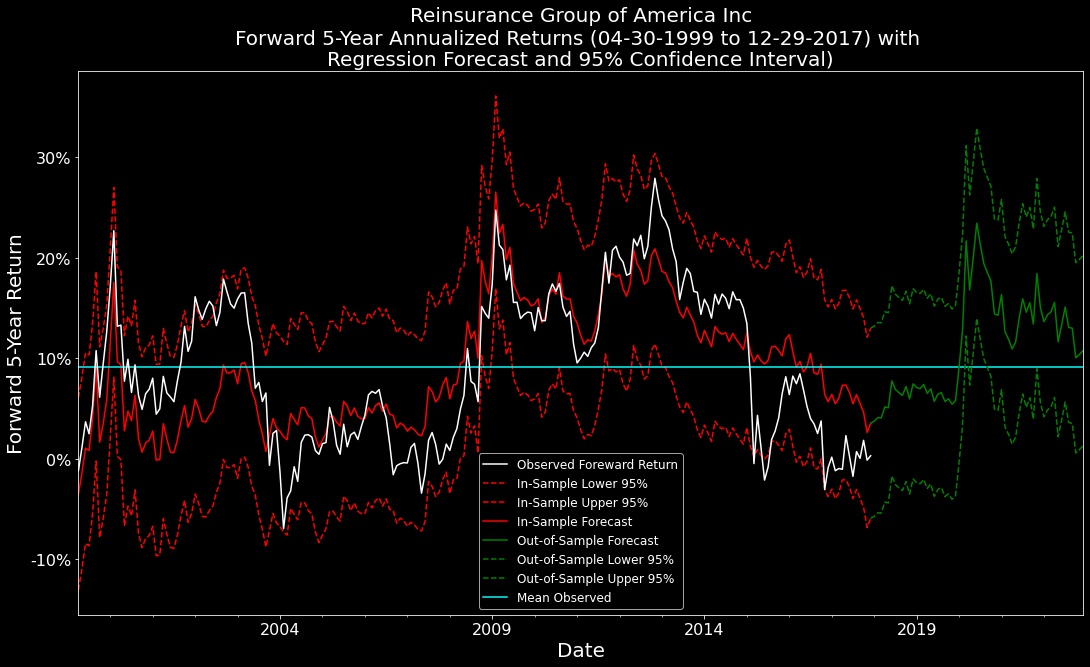 Reinsurance Group of America Inc
Forward 5-Year Annualized Returns (04-30-1999 to 12-29-2017) with
Regression Forecast and 95% Confidence Interval)
Forward 5-Year Return
30%
20%
10%
0%
-10%
Observed Foreward Return
In-Sample Lower 95%
In-Sample Upper 95%
In-Sample Forecast
Out-of-Sample Forecast
Out-of-Sample Lower 95%
Out-of-Sample Upper 95%
Mean Observed
2004
2009
2014
2019
Date